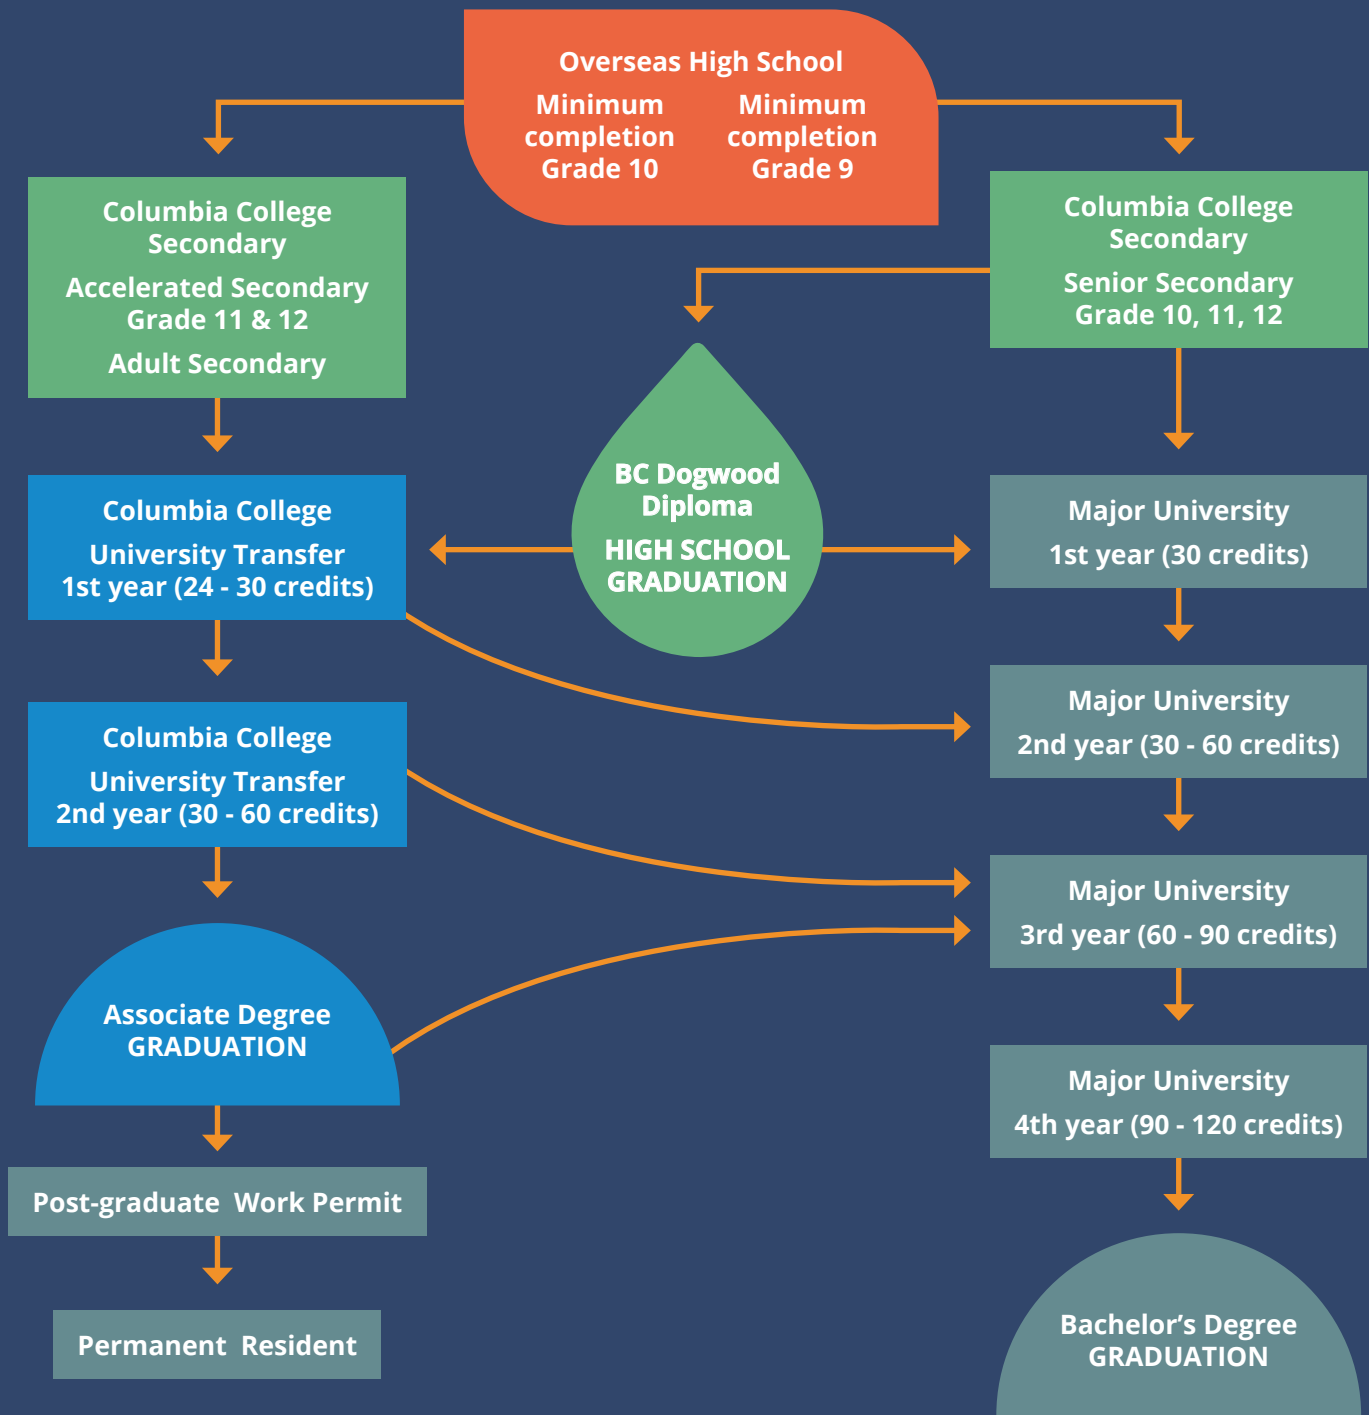 Overseas High School
Minimum
completion
Grade 10
Minimum
completion
Grade 9
Columbia College
Secondary
Accelerated Secondary
Grade 11 & 12
Adult Secondary
Columbia College
Secondary
Senior Secondary
Grade 10, 11, 12
BC Dogwood
Diploma
HIGH SCHOOL
GRADUATION
Columbia College
University Transfer
1st year (24 - 30 credits)
Major University
1st year (30 credits)
Columbia College
University Transfer
2nd year (30 - 60 credits)
Major University
2nd year (30 - 60 credits)
Major University
3rd year (60 - 90 credits)
Associate Degree
GRADUATION
Major University
4th year (90 - 120 credits)
Post-graduate Work Permit
Permanent Resident
Bachelor’s Degree
GRADUATION